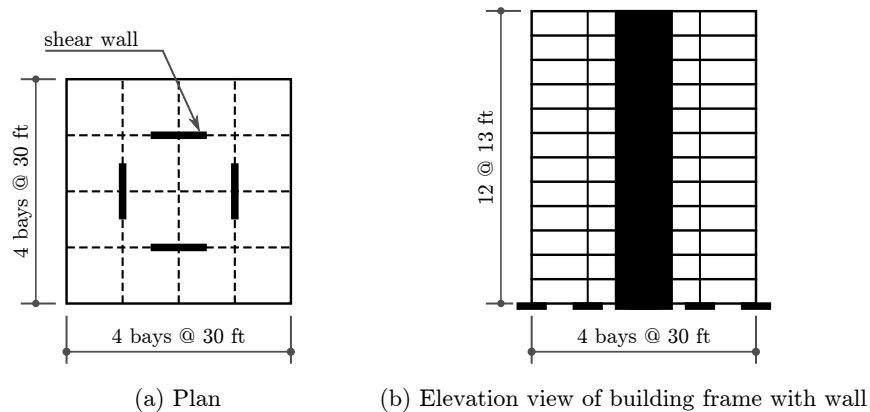 shear wall
4 bays @ 30 ft
4 bays @ 30 ft
(a) Plan
12 @ 13 ft
4 bays @ 30 ft
(b) Elevation view of building frame with wall